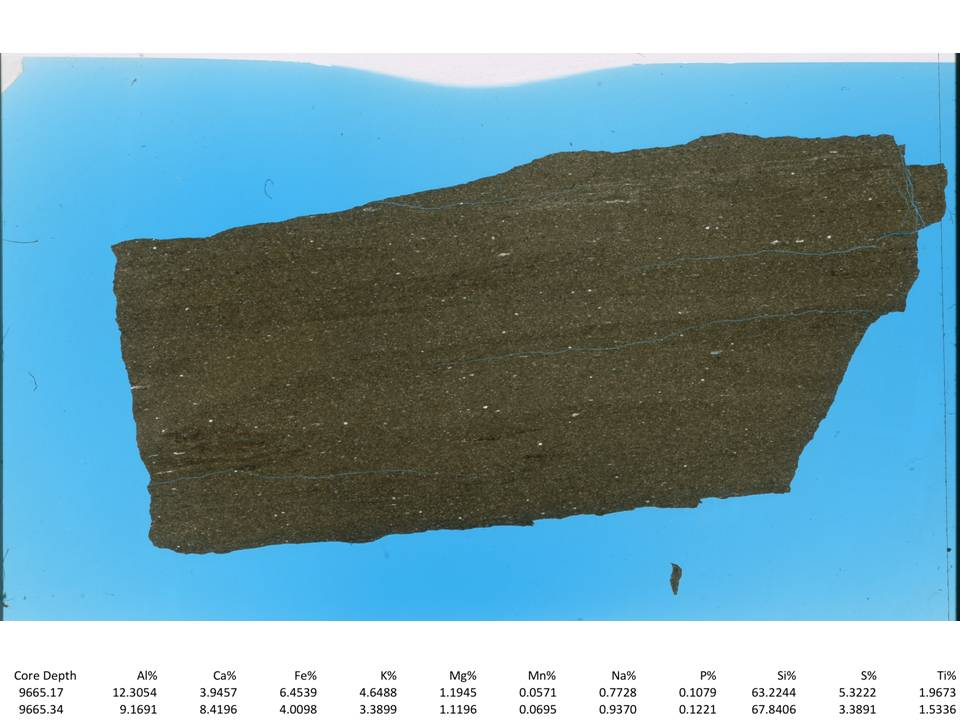 Core Depth Al% Ca% Fe% K% Mg% Mn% Na% P% Si% S% Ti%
9665.17 12.3054 3.9457 6.4539 4.6488 1.1945 0.0571 0.7728 0.1079 63.2244 5.3222 1.9673
9665.34 9.1691 8.4196 4.0098 3.3899 1.1196 0.0695 0.9370 0.1221 67.8406 3.3891 1.5336